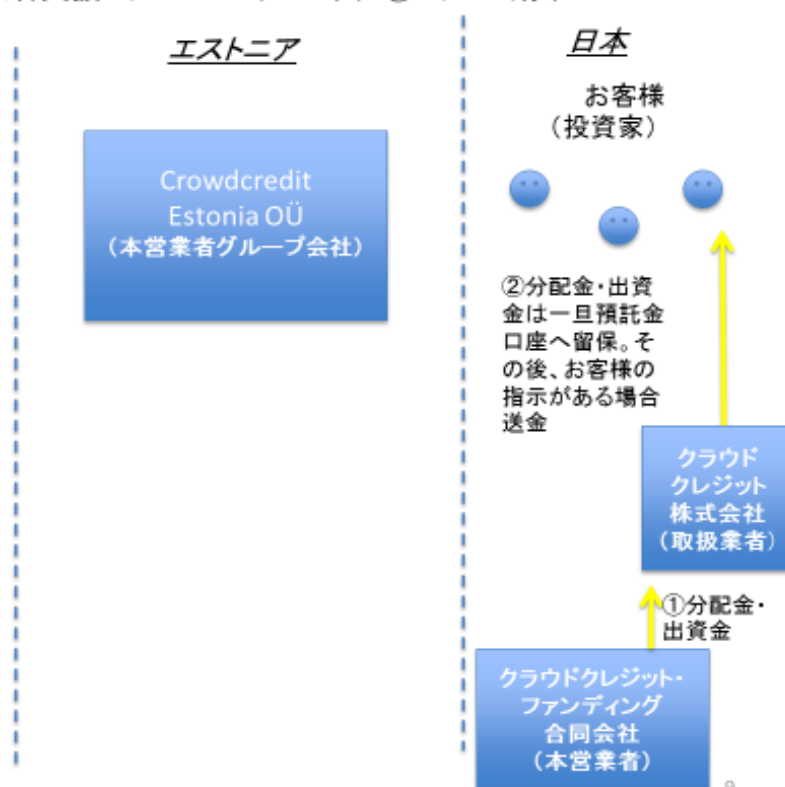 エストニア
日本
お客様
（投資家）
Crowdcredit
Estonia OÜ
（本営業者グループ会社）
②分配金・出資
金は一旦預託金
口座へ留保。そ
の後、お客様の
指示がある場合
送金
クラウド
クレジット
株式会社
（取扱業者）
①分配金・
出資金
クラウドクレジット・
ファンディング
合同会社
（本営業者）